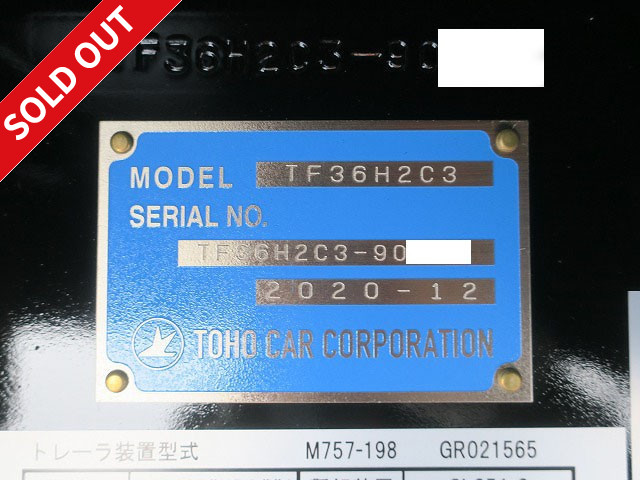 SOLD OUT
TF36H2C3-90
MODEL TF36H2C3
SERIAL NO.
TF36H2C3-90
2020-12
TOHO CAR CORPORATION
トレーラ装置型式 M757-198 GR021565